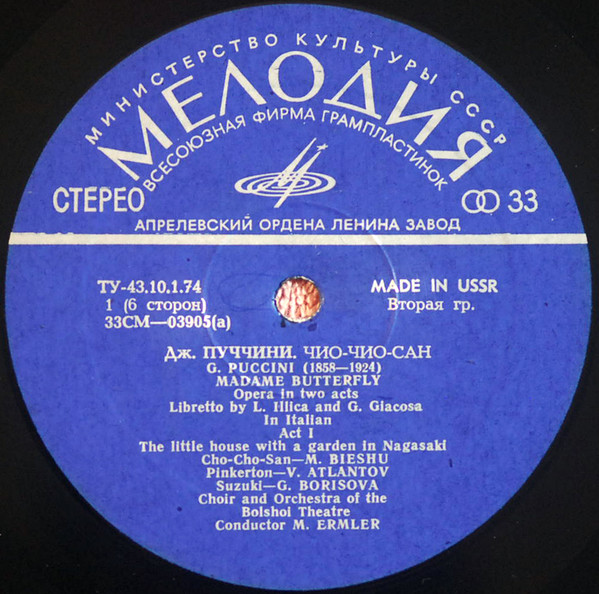 МИНИСТЕРСТВО КУЛЬТУРЫ СССР
МЕЛОДИЯ
ВСЕСОЮЗНАЯ ФИРМА ГРАМПЛАСТИНОК
СТЕРЕО
33
АПРЕЛЕВСКИЙ ОРДЕНА ЛЕНИНА ЗАВОД
ТУ-43.10.1.74
1 (6 сторон)
33СМ—03905(а)
MADE IN USSR
Вторая гр.
Дж. ПУЧЧИНИ. ЧИО-ЧИО-САН
G. PUCCINI (1858—1924)
MADAME BUTTERFLY
Opera in two acts
Libretto by L. Illica and G. Giacosa
In Italian
Act I
The little house with a garden in Nagasaki
Cho-Cho-San—M. BIESHU
Pinkerton—V. ATLANTOV
Suzuki—G. BORISOVA
Choir and Orchestra of the
Bolshoi Theatre
Conductor M. ERMLER